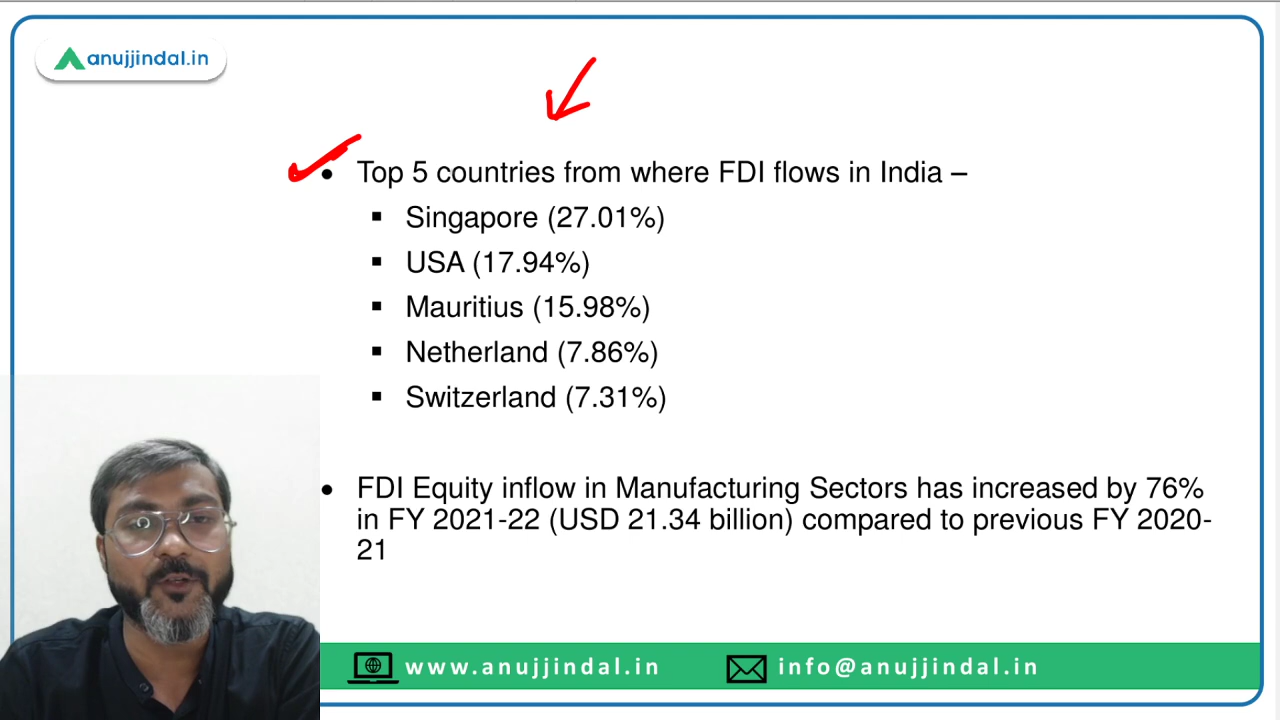 anujjindal.in
Top 5 countries from where FDI flows in India –
Singapore (27.01%)
USA (17.94%)
Mauritius (15.98%)
Netherland (7.86%)
Switzerland (7.31%)
FDI Equity inflow in Manufacturing Sectors has increased by 76%
in FY 2021-22 (USD 21.34 billion) compared to previous FY 2020-
21
www.anujjindal.in info@anujjindal.in